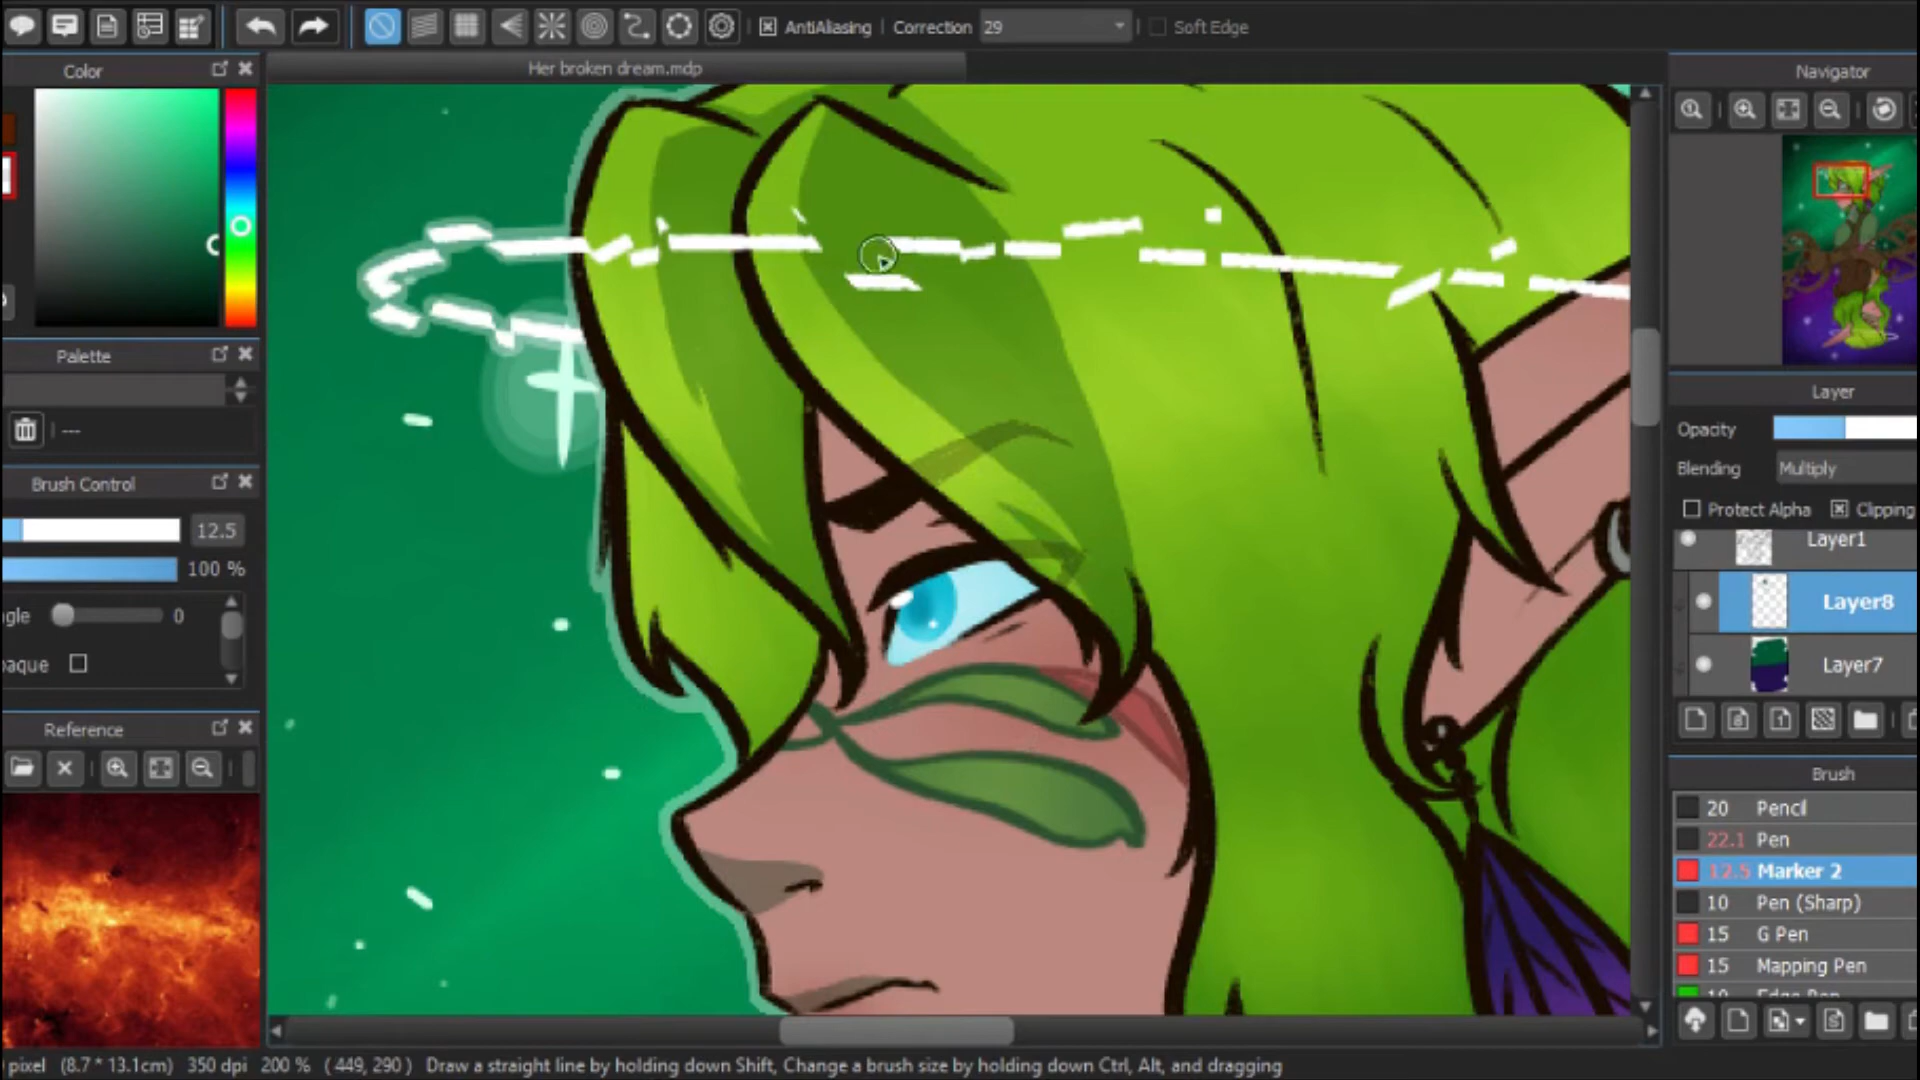 AntiAliasing
Correction 29
Soft Edge
Color
Her broken dream.mdp
Navigator
Palette
---
Brush Control
12.5
100 %
ngle 0
paque
Reference
Layer
Opacity
Blending Multiply
Protect Alpha Clipping
Layer1
Layer8
Layer7
Brush
20 Pencil
22.1 Pen
12.5 Marker 2
10 Pen (Sharp)
15 G Pen
15 Mapping Pen
pixel (8.7 * 13.1cm) 350 dpi 200 % ( 449, 290 ) Draw a straight line by holding down Shift, Change a brush size by holding down Ctrl, Alt, and dragging